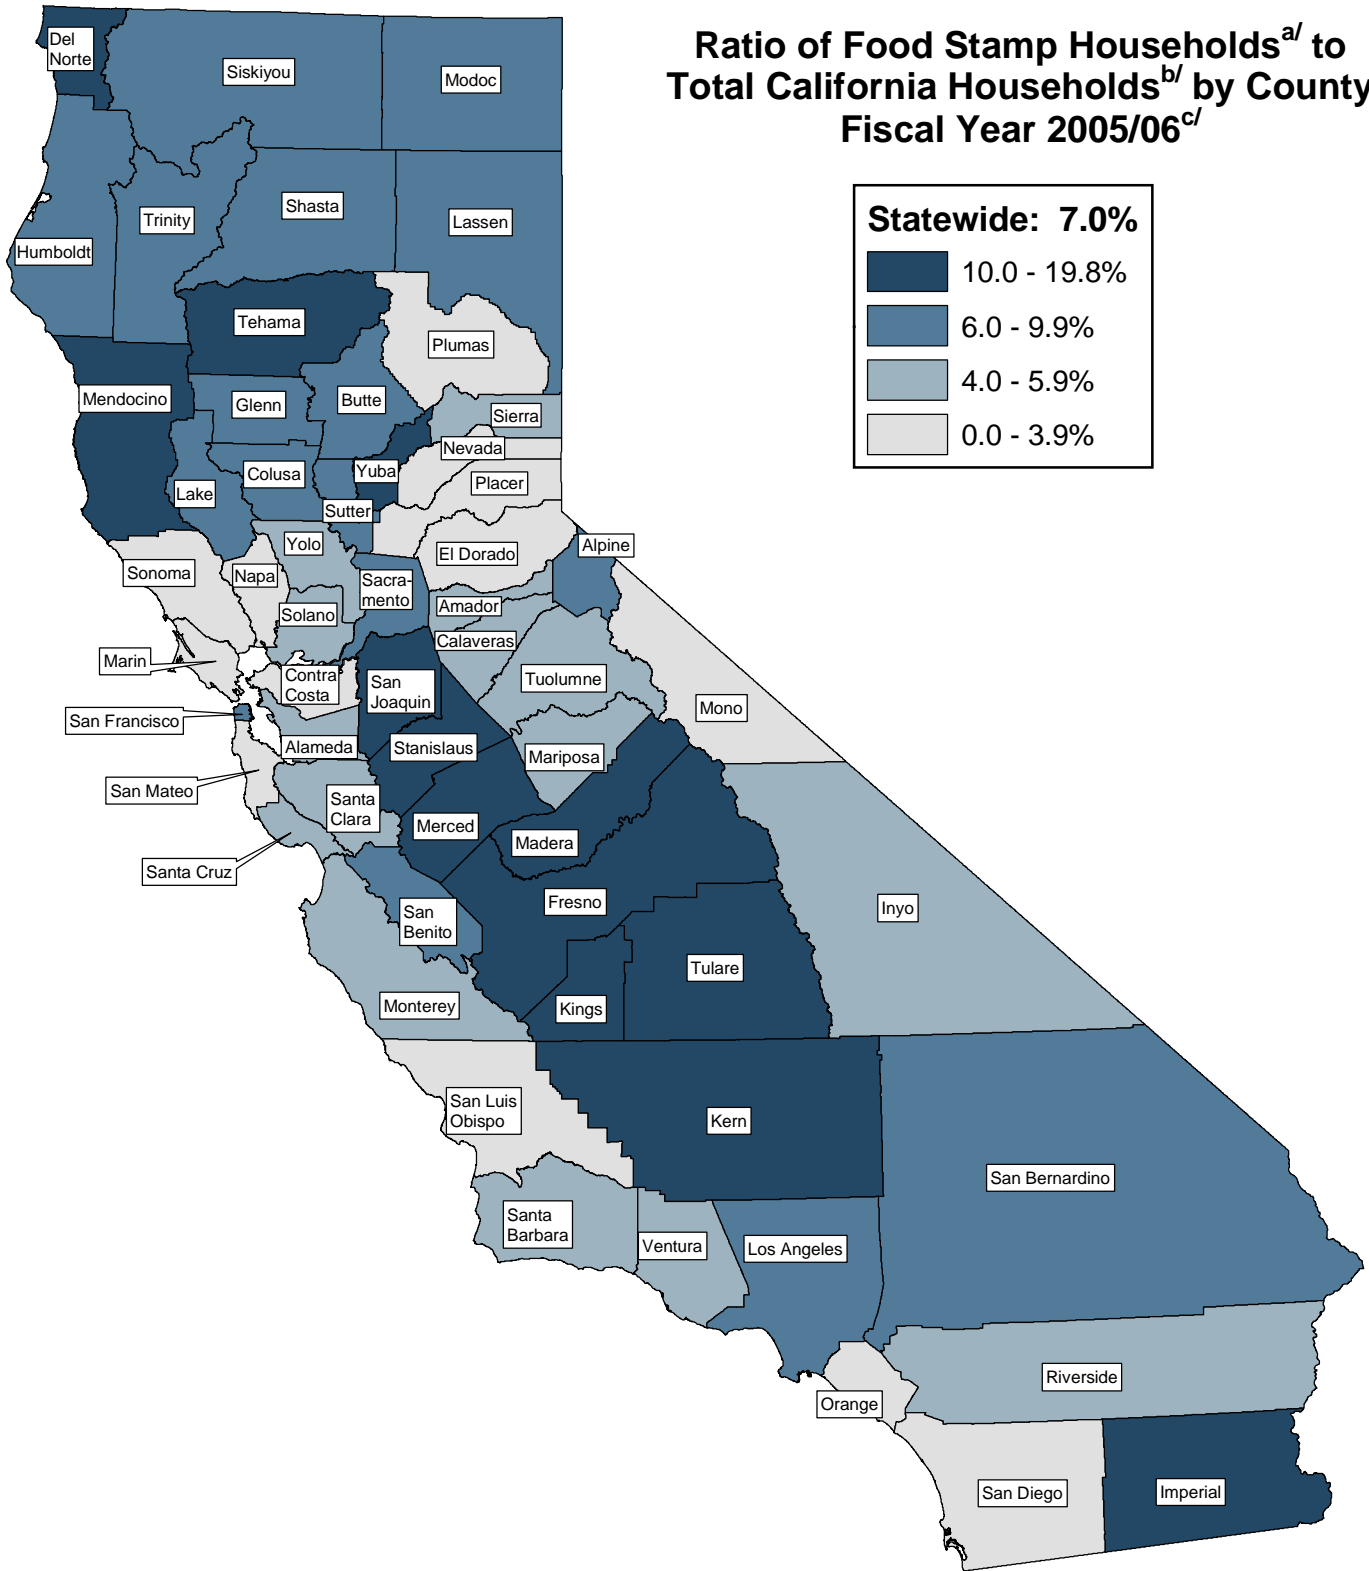 Ratio of Food Stamp Households a/ to
Total California Households b/ by County
Fiscal Year 2005/06 c/
Statewide: 7.0%
10.0 - 19.8%
6.0 - 9.9%
4.0 - 5.9%
0.0 - 3.9%
Del
Norte
Siskiyou
Modoc
Shasta
Trinity
Lassen
Humboldt
Tehama
Plumas
Mendocino
Glenn
Butte
Sierra
Nevada
Colusa
Yuba
Placer
Lake
Sutter
Yolo
El Dorado
Alpine
Sonoma
Napa
Sacra-
mento
Solano
Amador
Calaveras
Marin
Contra
Costa
San
Joaquin
Tuolumne
Mono
San Francisco
Alameda
Stanislaus
Mariposa
San Mateo
Santa
Clara
Merced
Madera
Santa Cruz
Fresno
Inyo
San
Benito
Tulare
Monterey
Kings
San Luis
Obispo
Kern
San Bernardino
Santa
Barbara
Ventura
Los Angeles
Riverside
Orange
San Diego
Imperial